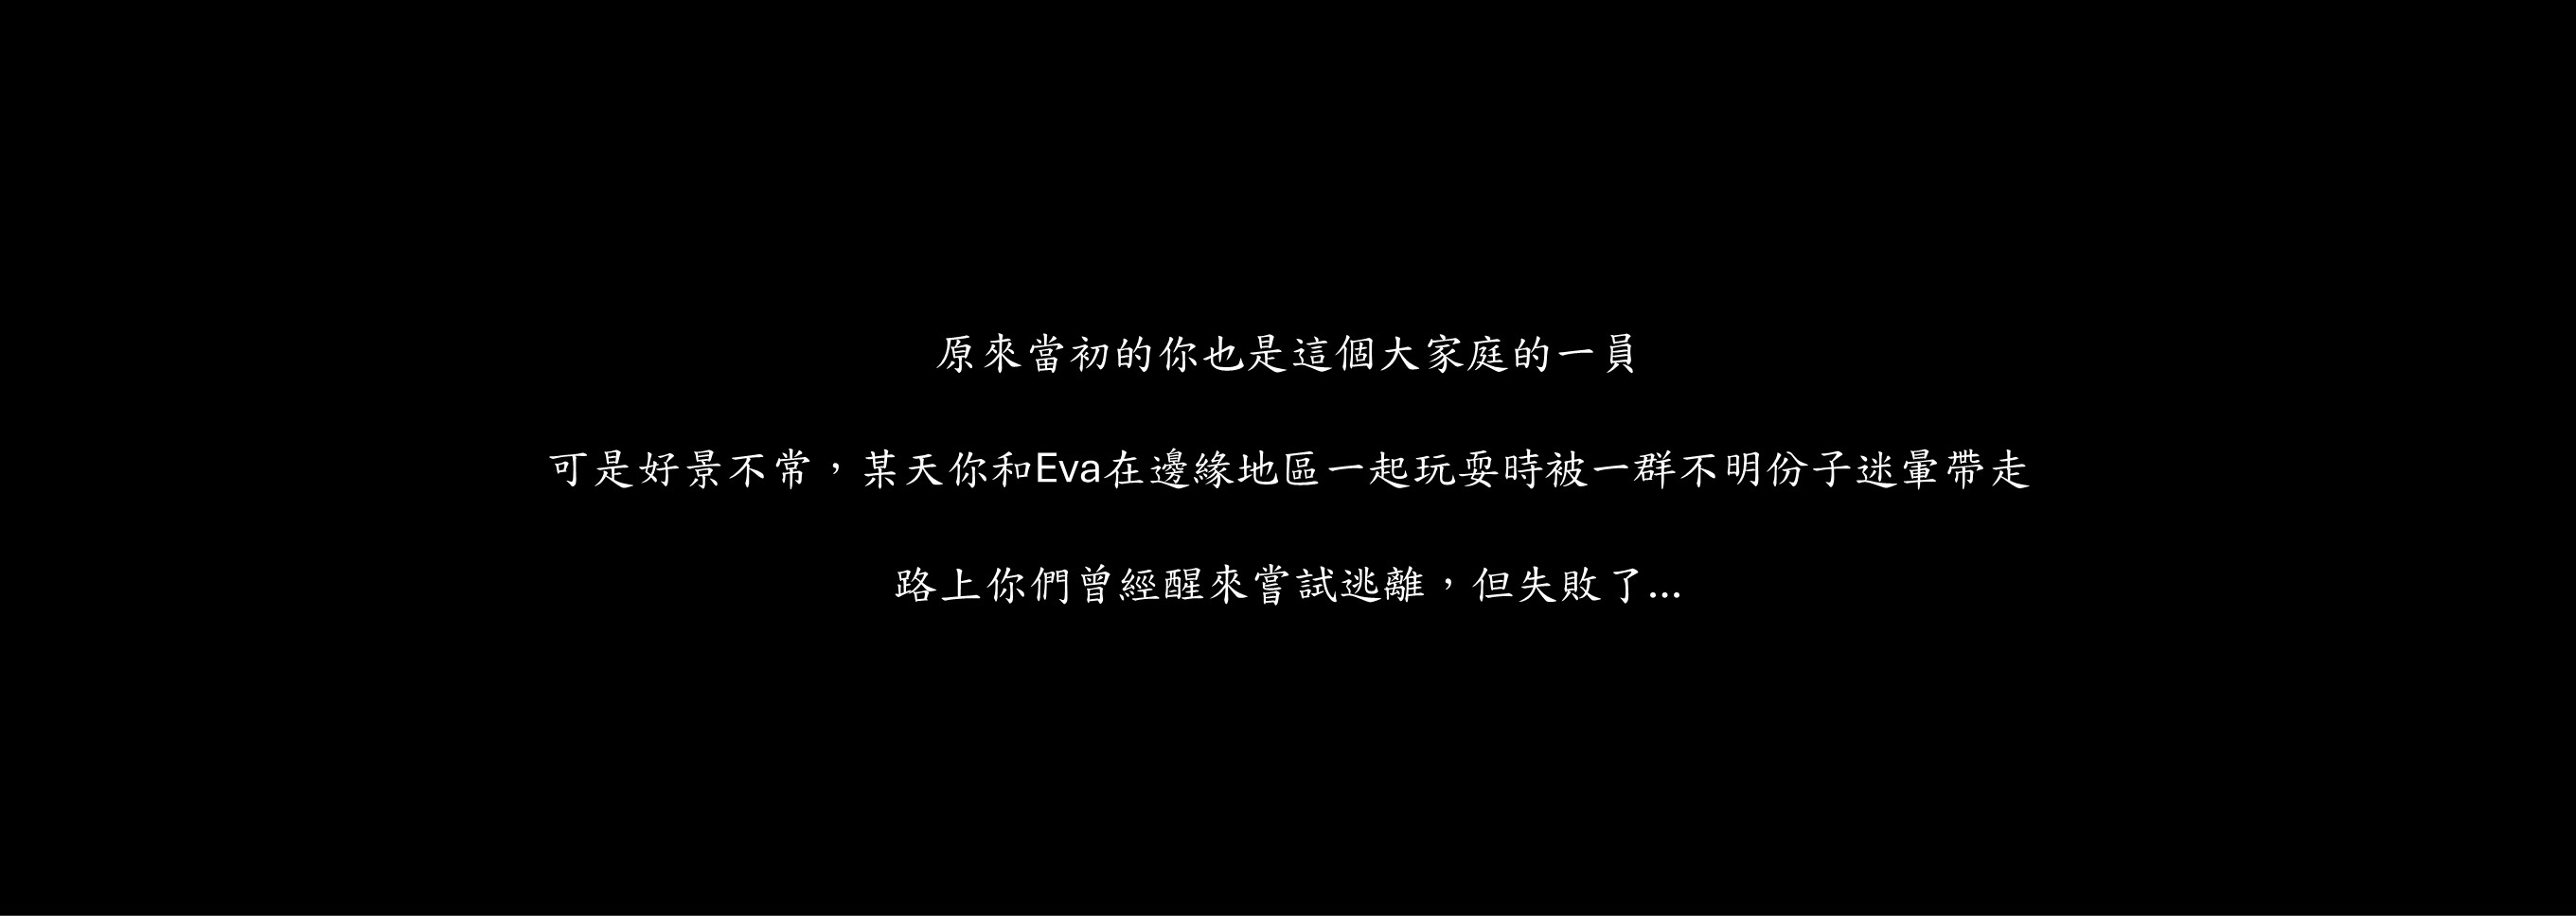 原來當初的你也是這個大家庭的一員
可是好景不常，某天你和Eva在邊緣地區一起玩耍時被一群不明份子迷暈帶走
路上你們曾經醒來嘗試逃離，但失敗了...